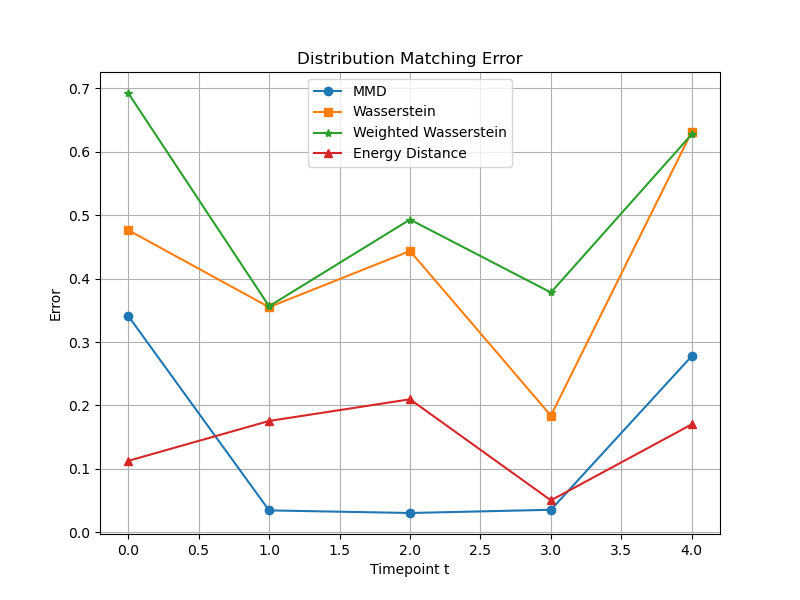 Distribution Matching Error
MMD
Wasserstein
Weighted Wasserstein
Energy Distance
0.7
0.6
0.5
0.4
0.3
0.2
0.1
0.0
Error
0.0 0.5 1.0 1.5 2.0 2.5 3.0 3.5 4.0
Timepoint t